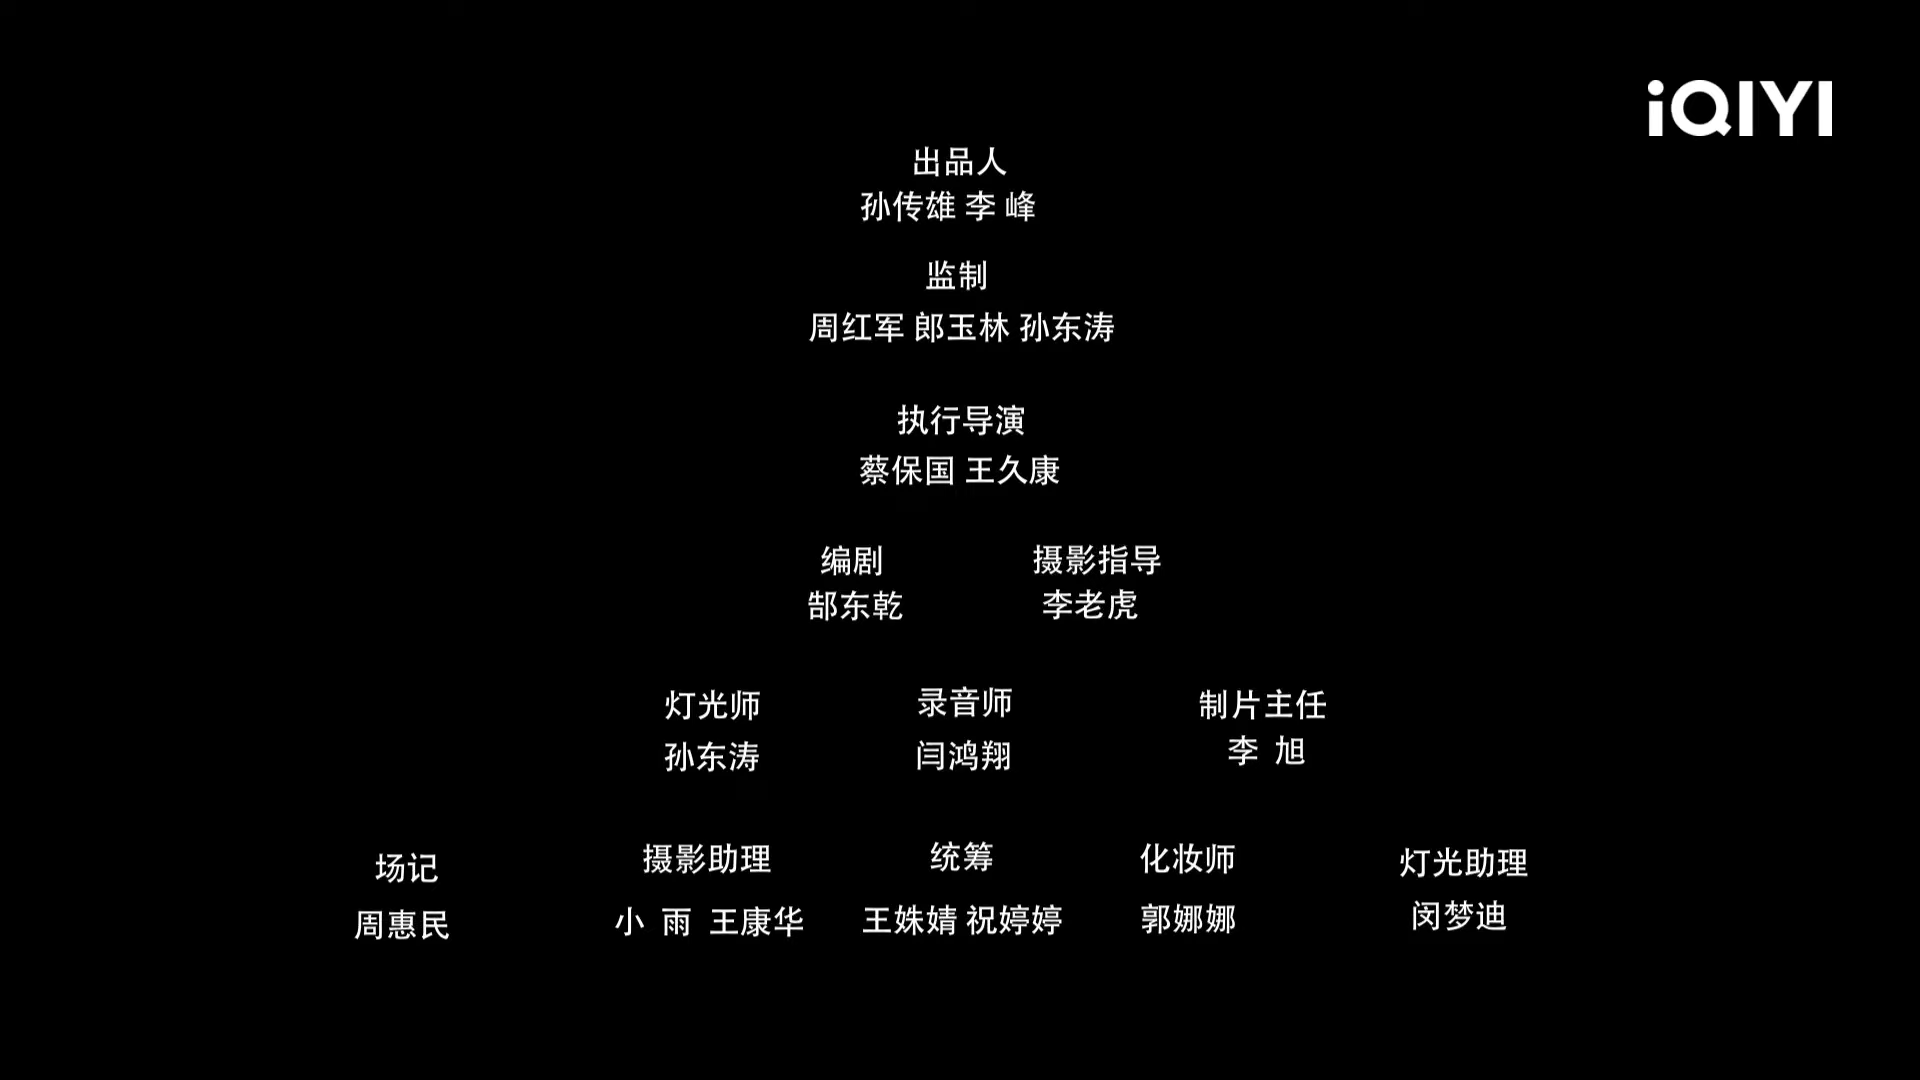 iQIYI
出品人
孙传雄 李 峰
监制
周红军 郎玉林 孙东涛
执行导演
蔡保国 王久康
编剧 摄影指导
郜东乾 李老虎
灯光师 录音师 制片主任
孙东涛 闫鸿翔 李 旭
场记 摄影助理 统筹 化妆师 灯光助理
周惠民 小 雨 王康华 王姝婧 祝婷婷 郭娜娜 闵梦迪